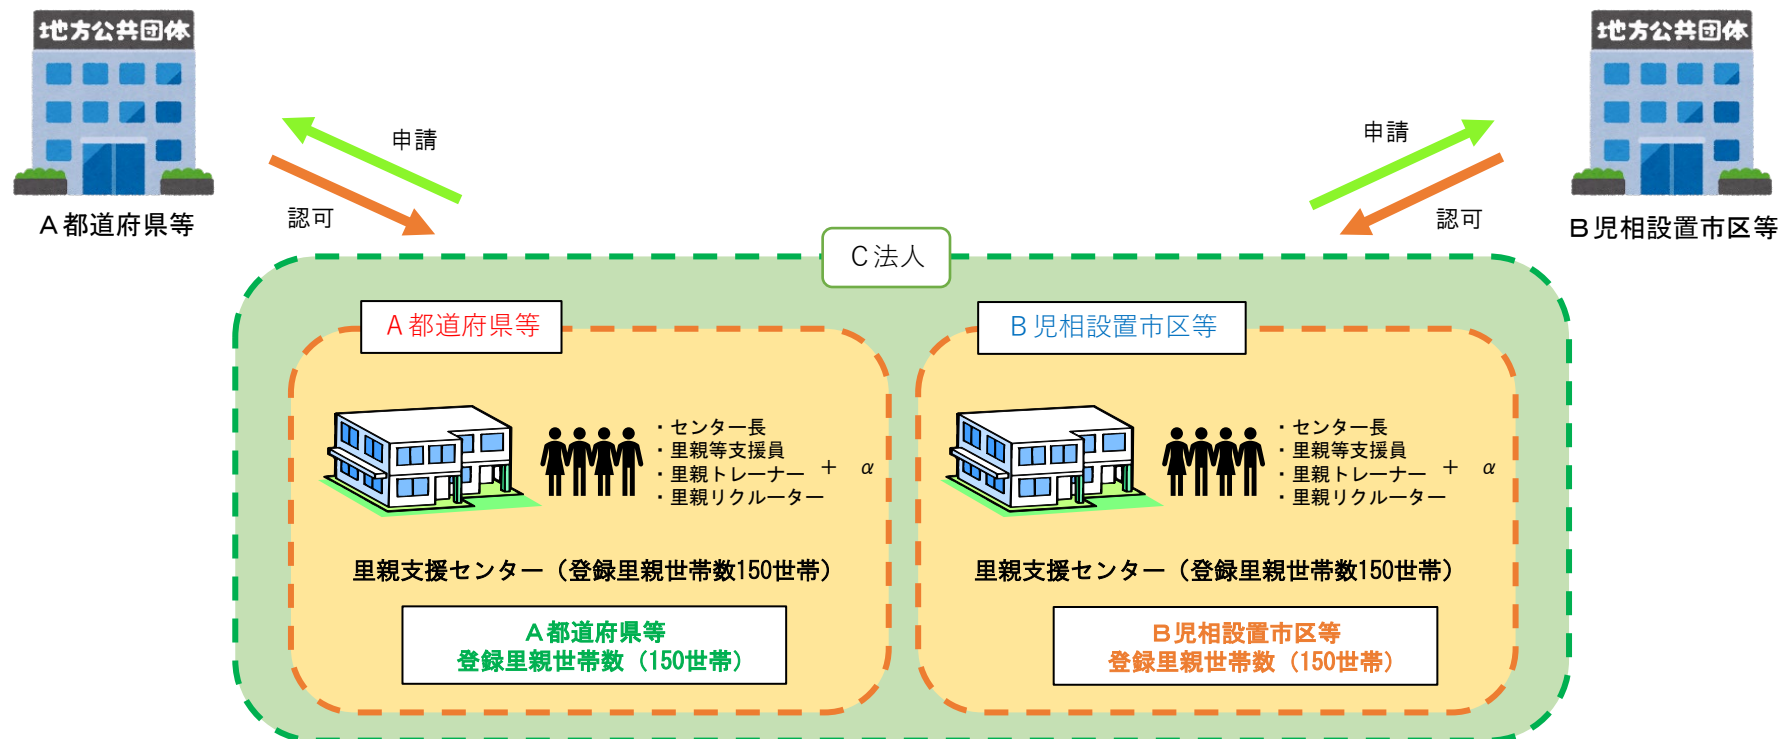 地方公共団体
地方公共団体
申請
申請
認可
認可
A都道府県等
B児相設置市区等
C法人
A都道府県等
・センター長
・里親等支援員
・里親トレーナー
・里親リクルーター
+ α
里親支援センター（登録里親世帯数150世帯）
A都道府県等
登録里親世帯数（150世帯）
B児相設置市区等
・センター長
・里親等支援員
・里親トレーナー
・里親リクルーター
+ α
里親支援センター（登録里親世帯数150世帯）
B児相設置市区等
登録里親世帯数（150世帯）